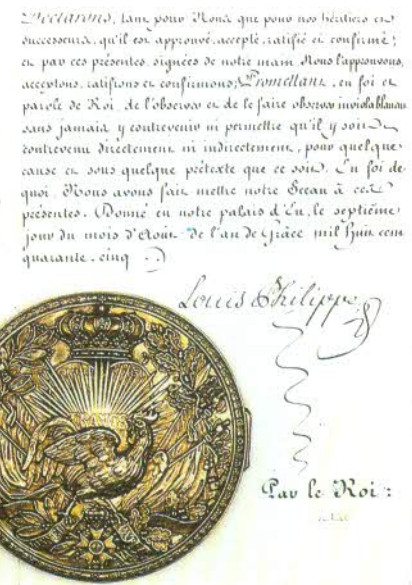 Déclarons, tant pour Nous que pour nos héritiers et
successeurs, qu'il est approuvé, accepté, ratifié et confirmé;
et par ces présentes, signées de notre main, Nous l'approuvons,
acceptons, ratifions et confirmons; Promettant, en foi et
parole de Roi, de l'observer et de le faire observer inviolablement
sans jamais y contrevenir ni permettre qu'il y soit
contrevenu directement ni indirectement, pour quelque
cause et sous quelque prétexte que ce soit. En foi de
quoi, Nous avons fait mettre notre Sceau à ces
présentes. Donné en notre palais d'Eu, le septième
jour du mois d'Août de l'an de Grâce mil huit cent
quarante-cinq
Louis Philippe
Par le Roi: